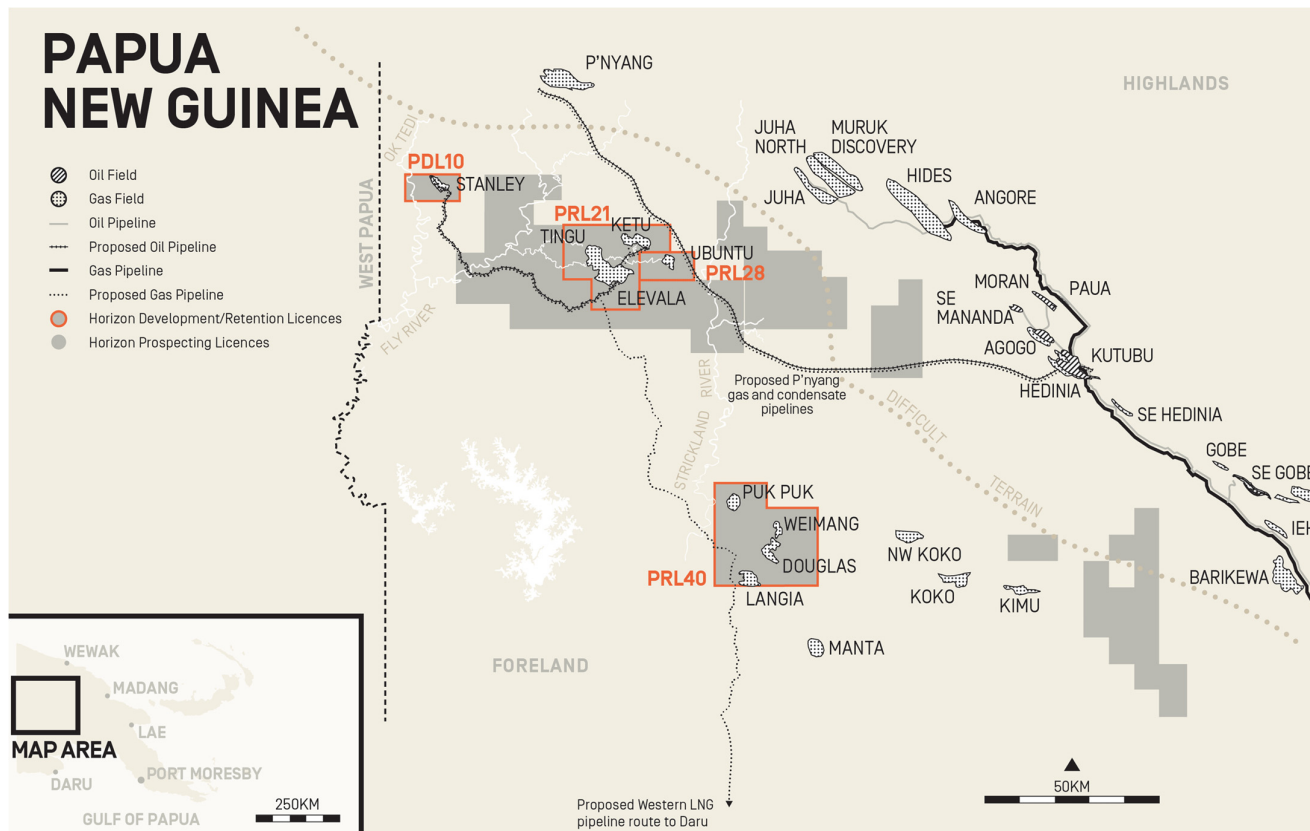 PAPUA
NEW GUINEA
Oil Field
Gas Field
Oil Pipeline
Proposed Oil Pipeline
Gas Pipeline
Proposed Gas Pipeline
Horizon Development/Retention Licences
Horizon Prospecting Licences
WEST PAPUA
OK TEDI
FLY RIVER
PDL10
STANLEY
P'NYANG
PRL21
KETU
TINGU
UBUNTU
PRL28
ELEVALA
HIGHLANDS
JUHA
NORTH
MURUK
DISCOVERY
JUHA
HIDES
ANGORE
MORAN
PAUA
SE
MANANDA
AGOGO
KUTUBU
HEDINIA
SE HEDINIA
GOBE
SE GOBE
IEH
BARIKEWA
Proposed P'nyang
gas and condensate
pipelines
DIFFICULT
TERRAIN
STRICKLAND RIVER
PUK PUK
WEIMANG
DOUGLAS
PRL40
LANGIA
NW KOKO
KOKO
KIMU
MANTA
FORELAND
Proposed Western LNG
pipeline route to Daru
50KM
WEWAK
MADANG
LAE
MAP AREA
PORT MORESBY
DARU
250KM
GULF OF PAPUA